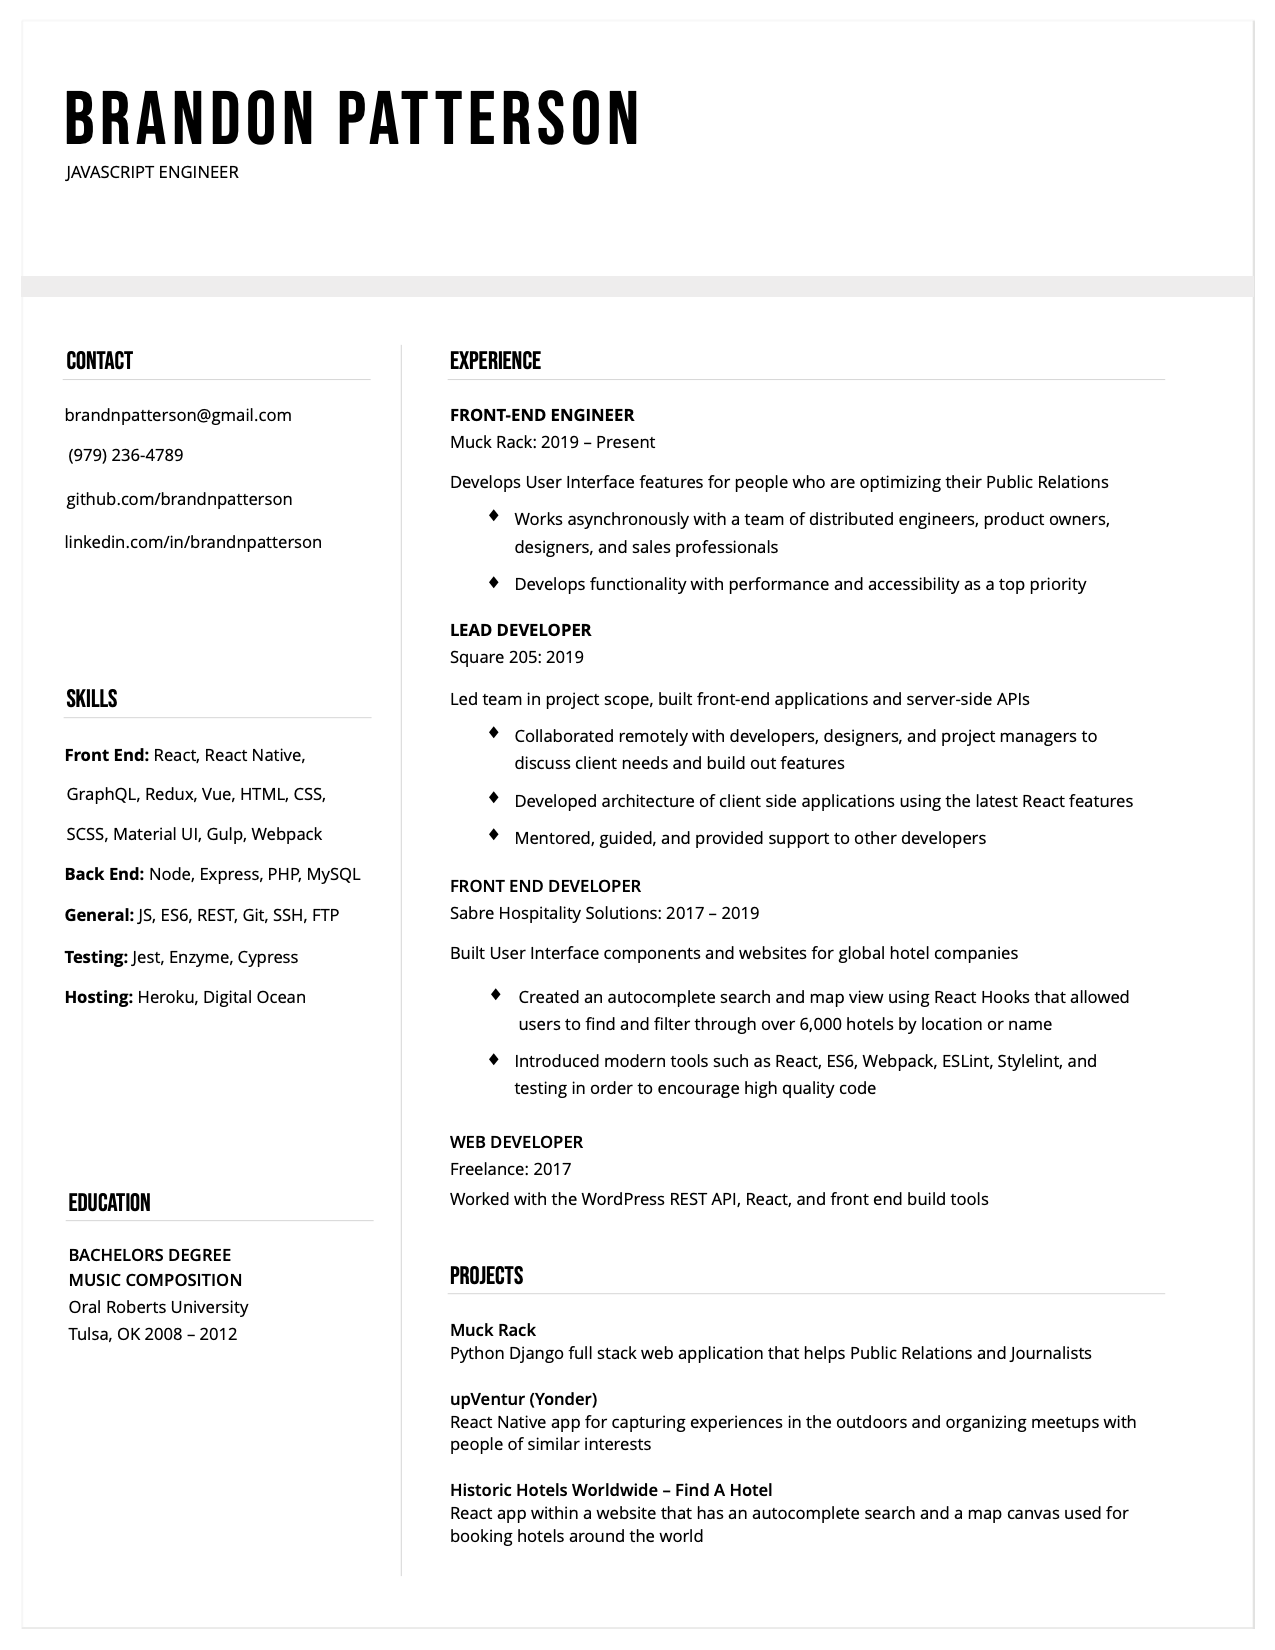 BRANDON PATTERSON
JAVASCRIPT ENGINEER
CONTACT
brandnpatterson@gmail.com
(979) 236-4789
github.com/brandnpatterson
linkedin.com/in/brandnpatterson
SKILLS
Front End: React, React Native,
GraphQL, Redux, Vue, HTML, CSS,
SCSS, Material UI, Gulp, Webpack
Back End: Node, Express, PHP, MySQL
General: JS, ES6, REST, Git, SSH, FTP
Testing: Jest, Enzyme, Cypress
Hosting: Heroku, Digital Ocean
EDUCATION
BACHELORS DEGREE
MUSIC COMPOSITION
Oral Roberts University
Tulsa, OK 2008 – 2012
EXPERIENCE
FRONT-END ENGINEER
Muck Rack: 2019 – Present
Develops User Interface features for people who are optimizing their Public Relations
♦ Works asynchronously with a team of distributed engineers, product owners,
designers, and sales professionals
♦ Develops functionality with performance and accessibility as a top priority
LEAD DEVELOPER
Square 205: 2019
Led team in project scope, built front-end applications and server-side APIs
♦ Collaborated remotely with developers, designers, and project managers to
discuss client needs and build out features
♦ Developed architecture of client side applications using the latest React features
♦ Mentored, guided, and provided support to other developers
FRONT END DEVELOPER
Sabre Hospitality Solutions: 2017 – 2019
Built User Interface components and websites for global hotel companies
♦ Created an autocomplete search and map view using React Hooks that allowed
users to find and filter through over 6,000 hotels by location or name
♦ Introduced modern tools such as React, ES6, Webpack, ESLint, Stylelint, and
testing in order to encourage high quality code
WEB DEVELOPER
Freelance: 2017
Worked with the WordPress REST API, React, and front end build tools
PROJECTS
Muck Rack
Python Django full stack web application that helps Public Relations and Journalists
upVentur (Yonder)
React Native app for capturing experiences in the outdoors and organizing meetups with
people of similar interests
Historic Hotels Worldwide – Find A Hotel
React app within a website that has an autocomplete search and a map canvas used for
booking hotels around the world